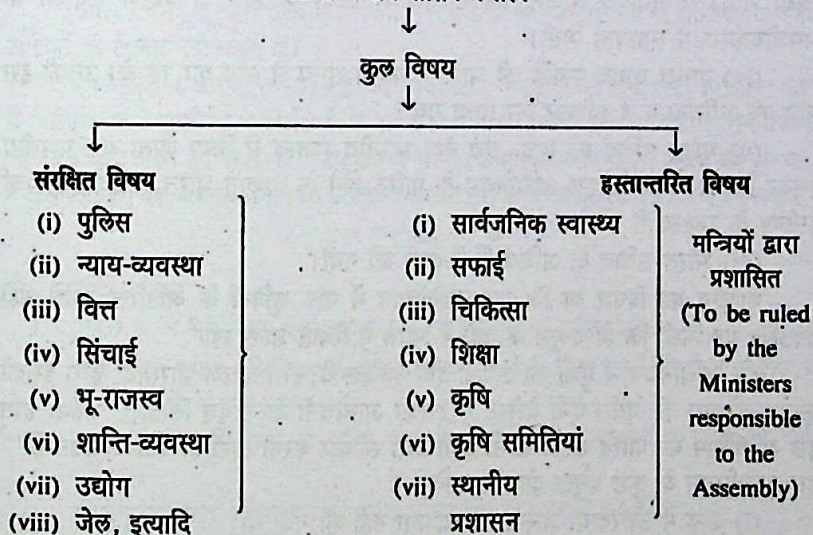 कुल विषय
संरक्षित विषय
(i) पुलिस
(ii) न्याय-व्यवस्था
(iii) वित्त
(iv) सिंचाई
(v) भू-राजस्व
(vi) शान्ति-व्यवस्था
(vii) उद्योग
(viii) जेल, इत्यादि
हस्तान्तरित विषय
(i) सार्वजनिक स्वास्थ्य
(ii) सफाई
(iii) चिकित्सा
(iv) शिक्षा
(v) कृषि
(vi) कृषि समितियां
(vii) स्थानीय
प्रशासन
मन्त्रियों द्वारा
प्रशासित
(To be ruled
by the
Ministers
responsible
to the
Assembly)